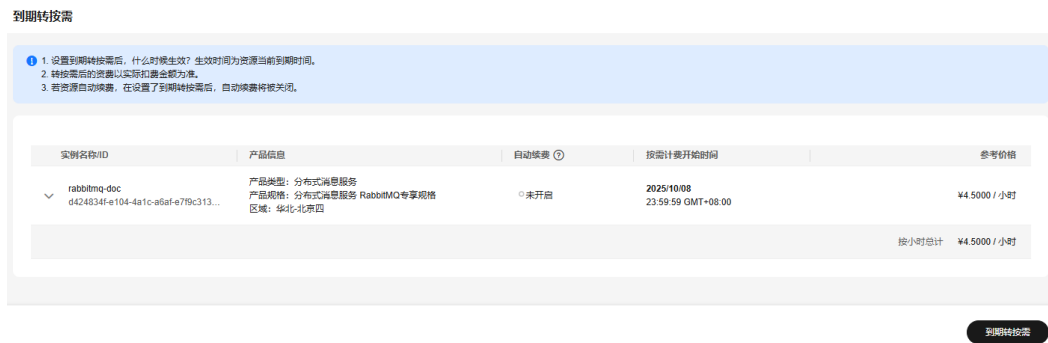 到期转按需
1. 设置到期转按需后，什么时候生效？生效时间为资源当前到期时间。
2. 转按需后的资费以实际扣费金额为准。
3. 若资源自动续费，在设置了到期转按需后，自动续费将被关闭。
实例名称/ID 产品信息 自动续费 按需计费开始时间 参考价格
rabbitmq-doc
d424834f-e104-4a1c-a6af-e7f9c313...
产品类型：分布式消息服务
产品规格：分布式消息服务 RabbitMQ专享规格
区域：华北-北京四
未开启
2025/10/08
23:59:59 GMT+08:00
¥4.5000 / 小时
按小时总计 ¥4.5000 / 小时
到期转按需